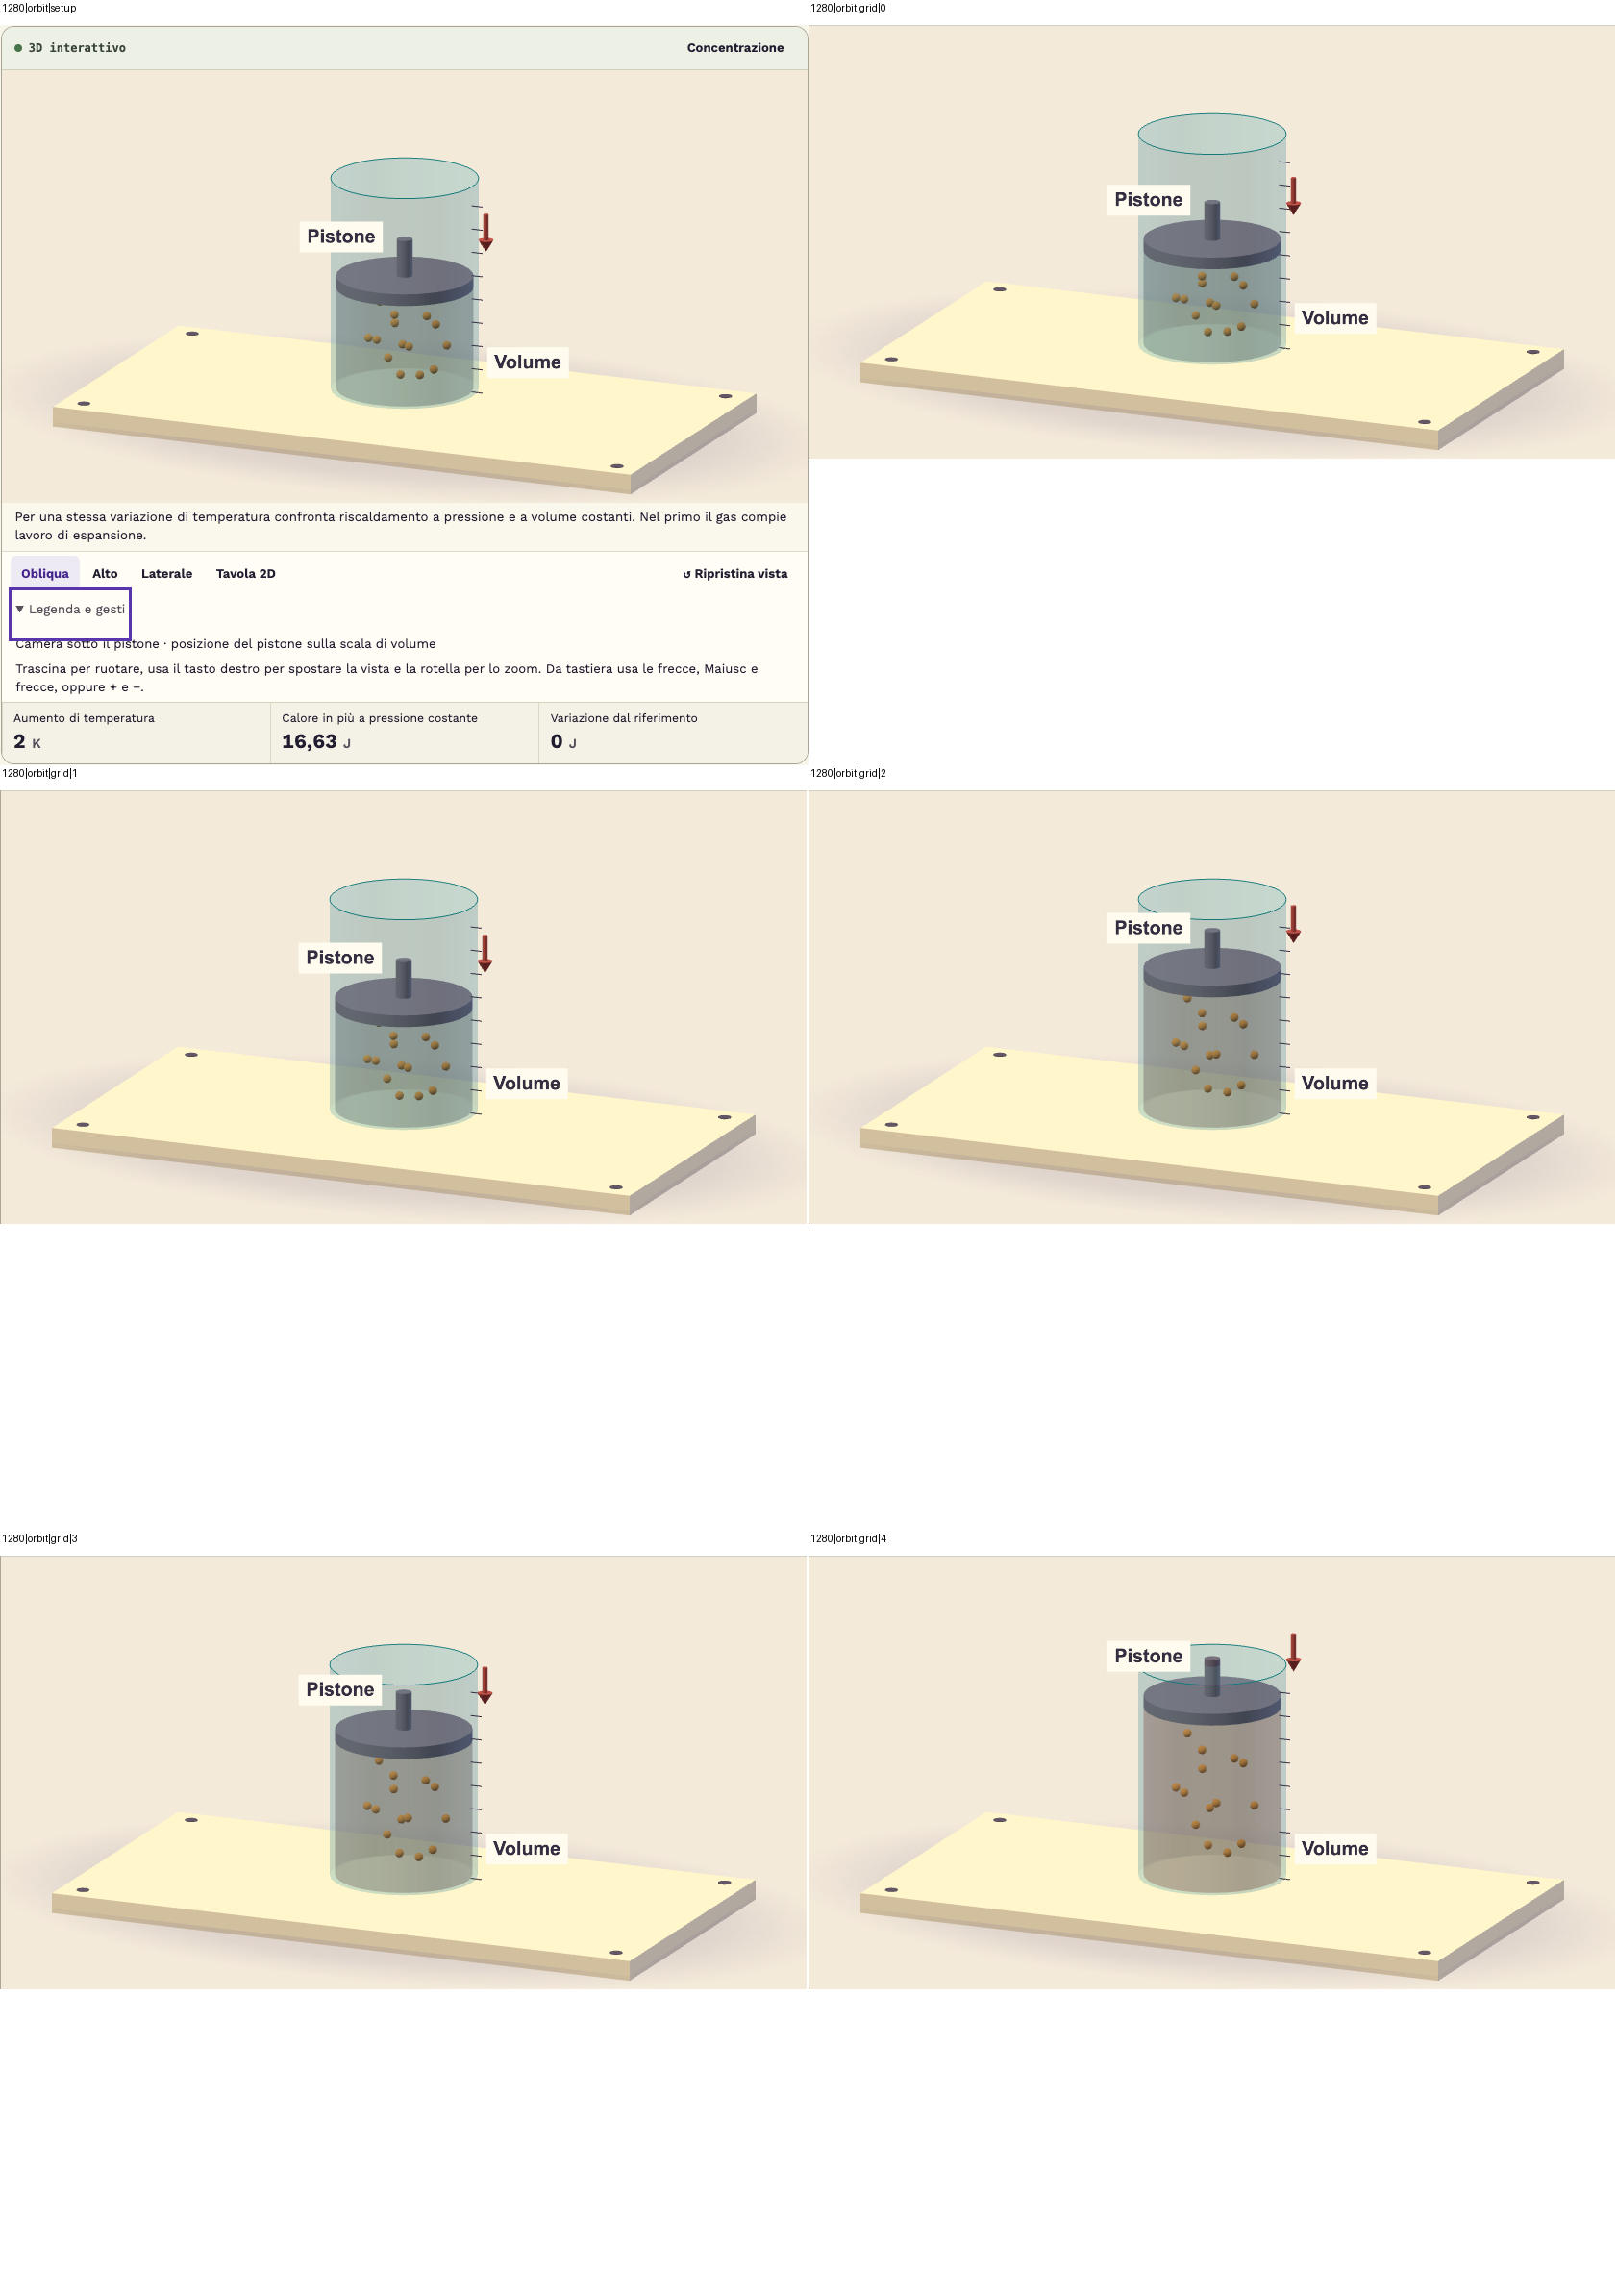 1280|orbit|setup
1280|orbit|grid|0
3D interattivo
Concentrazione
Pistone
Volume
Pistone
Volume
Per una stessa variazione di temperatura confronta riscaldamento a pressione e a volume costanti. Nel primo il gas compie
lavoro di espansione.
Obliqua
Alto
Laterale
Tavola 2D
↺ Ripristina vista
▼ Legenda e gesti
Camera sotto il pistone · posizione del pistone sulla scala di volume
Trascina per ruotare, usa il tasto destro per spostare la vista e la rotella per lo zoom. Da tastiera usa le frecce, Maiusc e
frecce, oppure + e −.
Aumento di temperatura
2 K
Calore in più a pressione costante
16,63 J
Variazione dal riferimento
0 J
1280|orbit|grid|1
1280|orbit|grid|2
Pistone
Volume
Pistone
Volume
1280|orbit|grid|3
1280|orbit|grid|4
Pistone
Volume
Pistone
Volume